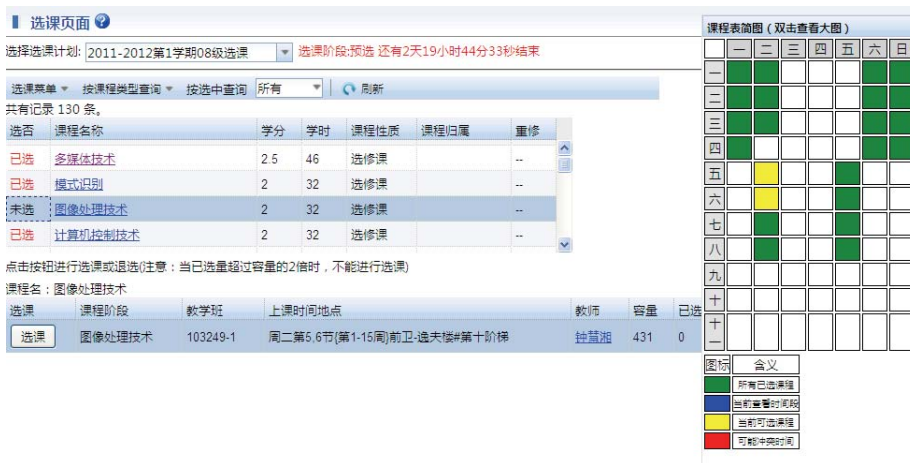 选课页面
选择选课计划: 2011-2012第1学期08级选课 选课阶段:预选 还有2天19小时44分33秒结束
选课菜单 按课程类型查询 按选中查询 所有 刷新
共有记录 130 条。
选否 课程名称 学分 学时 课程性质 课程归属 重修
已选 多媒体技术 2.5 46 选修课 --
已选 模式识别 2 32 选修课 --
未选 图像处理技术 2 32 选修课 --
已选 计算机控制技术 2 32 选修课 --
点击按钮进行选课或退选(注意：当已选量超过容量的2倍时，不能进行选课)
课程名：图像处理技术
选课 课程阶段 教学班 上课时间地点 教师 容量 已选
选课 图像处理技术 103249-1 周二第5,6节{第1-15周}前卫-逸夫楼#第十阶梯 钟慧湘 431 0
课程表简图（双击查看大图）
一 二 三 四 五 六 日
一
二
三
四
五
六
七
八
九
十
十一
图标 含义
所有已选课程
当前查看时间段
当前可选课程
可能冲突时间